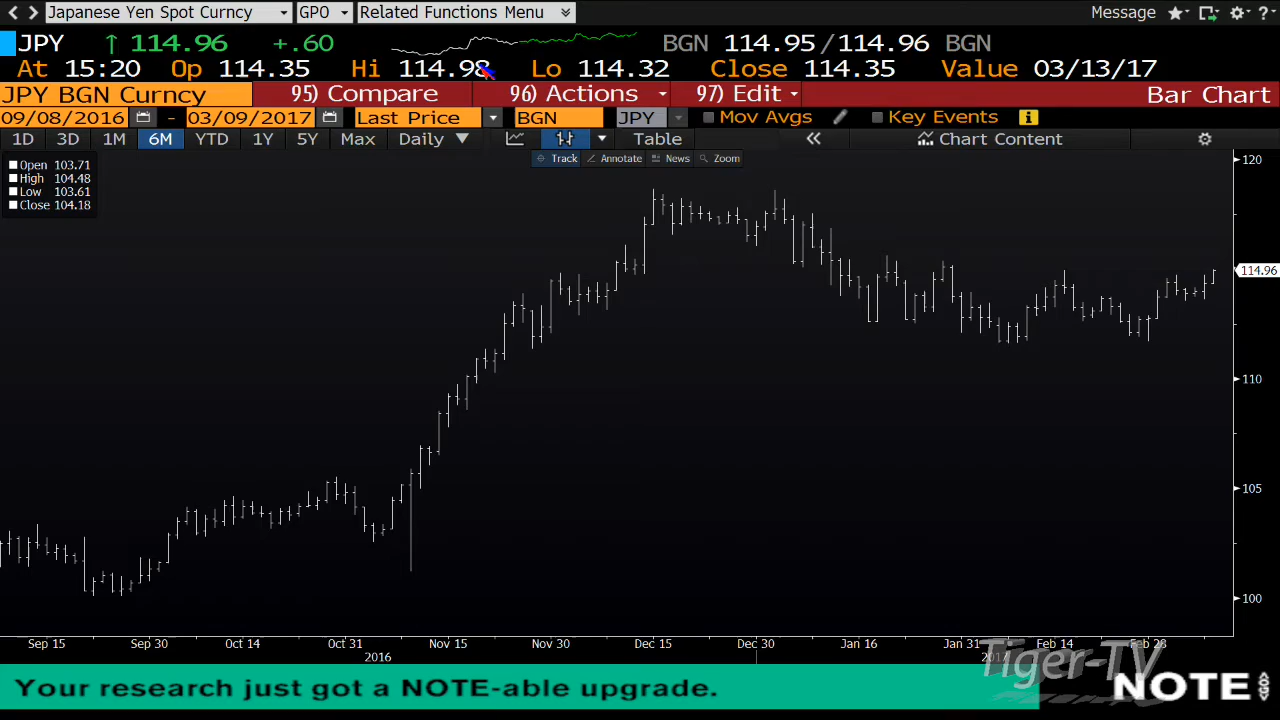 Japanese Yen Spot Curncy GPO Related Functions Menu Message ?
JPY ↑ 114.96 +.60 BGN 114.95/114.96 BGN
At 15:20 Op 114.35 Hi 114.98 Lo 114.32 Close 114.35 Value 03/13/17
JPY BGN Curncy 95) Compare 96) Actions 97) Edit Bar Chart
09/08/2016 - 03/09/2017 Last Price BGN JPY Mov Avgs Key Events i
1D 3D 1M 6M YTD 1Y 5Y Max Daily Table Chart Content
Track Annotate News Zoom
Open 103.71
High 104.48
Low 103.61
Close 104.18
120
114.96
110
105
100
Sep 15 Sep 30 Oct 14 Oct 31 Nov 15 Nov 30 Dec 15 Dec 30 Jan 16 Jan 31 Feb 14 Feb 28
2016 2017
Tiger-TV
Your research just got a NOTE-able upgrade. NOTE